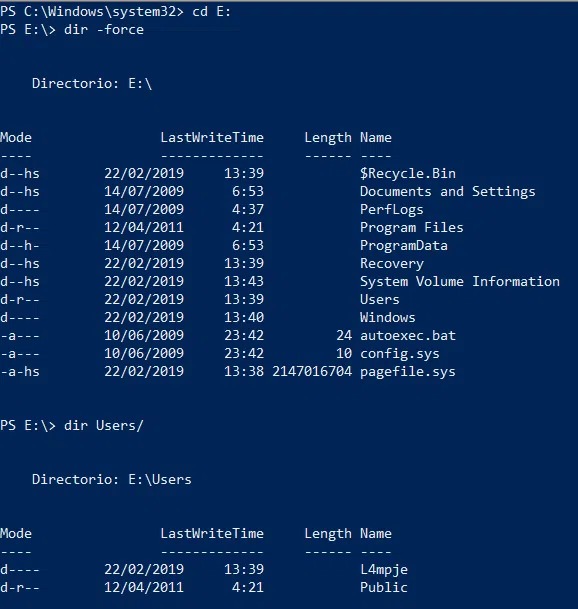 PS C:\Windows\system32> cd E:
PS E:\> dir -force
Directorio: E:\
Mode LastWriteTime Length Name
---- ------------- ------ ----
d--hs 22/02/2019 13:39 $Recycle.Bin
d--hs 14/07/2009 6:53 Documents and Settings
d---- 14/07/2009 4:37 PerfLogs
d-r-- 12/04/2011 4:21 Program Files
d--h- 14/07/2009 6:53 ProgramData
d--hs 22/02/2019 13:39 Recovery
d--hs 22/02/2019 13:43 System Volume Information
d-r-- 22/02/2019 13:39 Users
d---- 22/02/2019 13:40 Windows
-a--- 10/06/2009 23:42 24 autoexec.bat
-a--- 10/06/2009 23:42 10 config.sys
-a-hs 22/02/2019 13:38 2147016704 pagefile.sys
PS E:\> dir Users/
Directorio: E:\Users
Mode LastWriteTime Length Name
---- ------------- ------ ----
d---- 22/02/2019 13:39 L4mpje
d-r-- 12/04/2011 4:21 Public